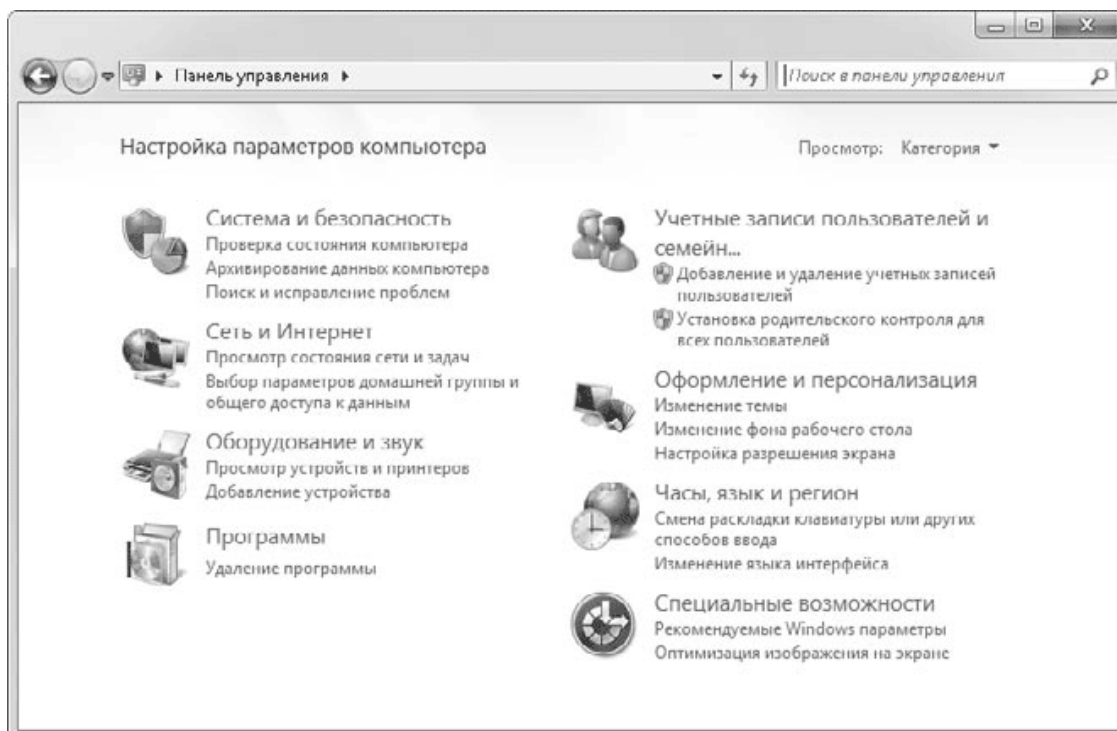 Панель управления
Поиск в панели управления
Настройка параметров компьютера
Просмотр: Категория
Система и безопасность
Проверка состояния компьютера
Архивирование данных компьютера
Поиск и исправление проблем
Сеть и Интернет
Просмотр состояния сети и задач
Выбор параметров домашней группы и
общего доступа к данным
Оборудование и звук
Просмотр устройств и принтеров
Добавление устройства
Программы
Удаление программы
Учетные записи пользователей и
семейн...
Добавление и удаление учетных записей
пользователей
Установка родительского контроля для
всех пользователей
Оформление и персонализация
Изменение темы
Изменение фона рабочего стола
Настройка разрешения экрана
Часы, язык и регион
Смена раскладки клавиатуры или других
способов ввода
Изменение языка интерфейса
Специальные возможности
Рекомендуемые Windows параметры
Оптимизация изображения на экране